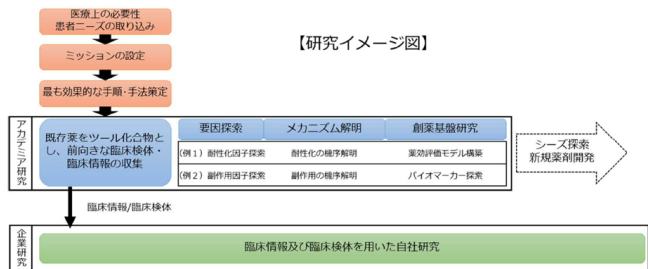 医療上の必要性
患者ニーズの取り込み
【研究イメージ図】
ミッションの設定
最も効果的な手順・手法策定
アカデミア研究
既存薬をツール化合物と
し、前向きな臨床検体・
臨床情報の収集
要因探索 メカニズム解明 創薬基盤研究
(例1)耐性化因子探索 耐性化の機序解明 薬効評価モデル構築
(例2)副作用因子探索 副作用の機序解明 バイオマーカー探索
シーズ探索
新規薬剤開発
臨床情報/臨床検体
企業研究
臨床情報及び臨床検体を用いた自社研究